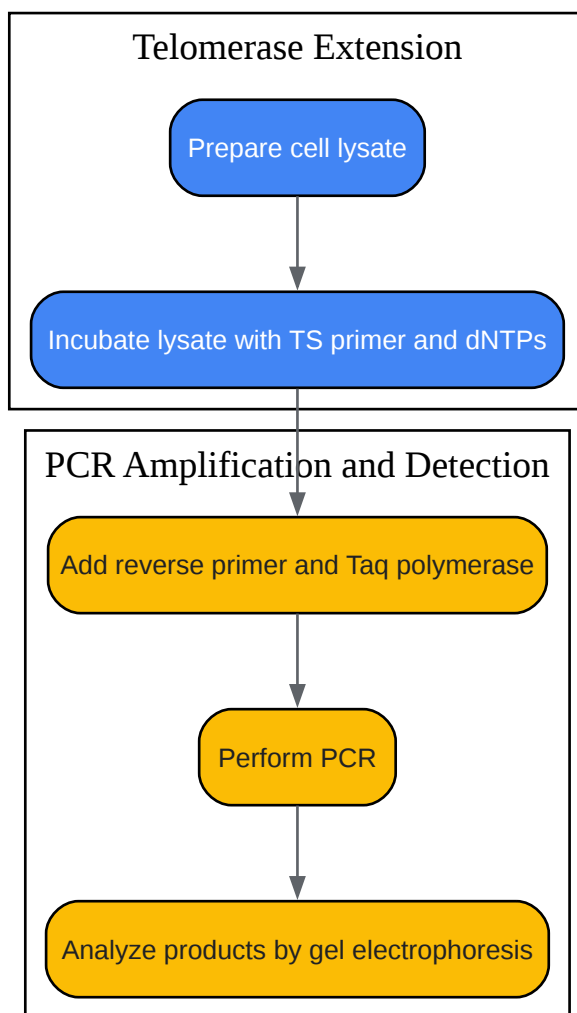 Telomerase Extension
Prepare cell lysate
Incubate lysate with TS primer and dNTPs
PCR Amplification and Detection
Add reverse primer and Taq polymerase
Perform PCR
Analyze products by gel electrophoresis